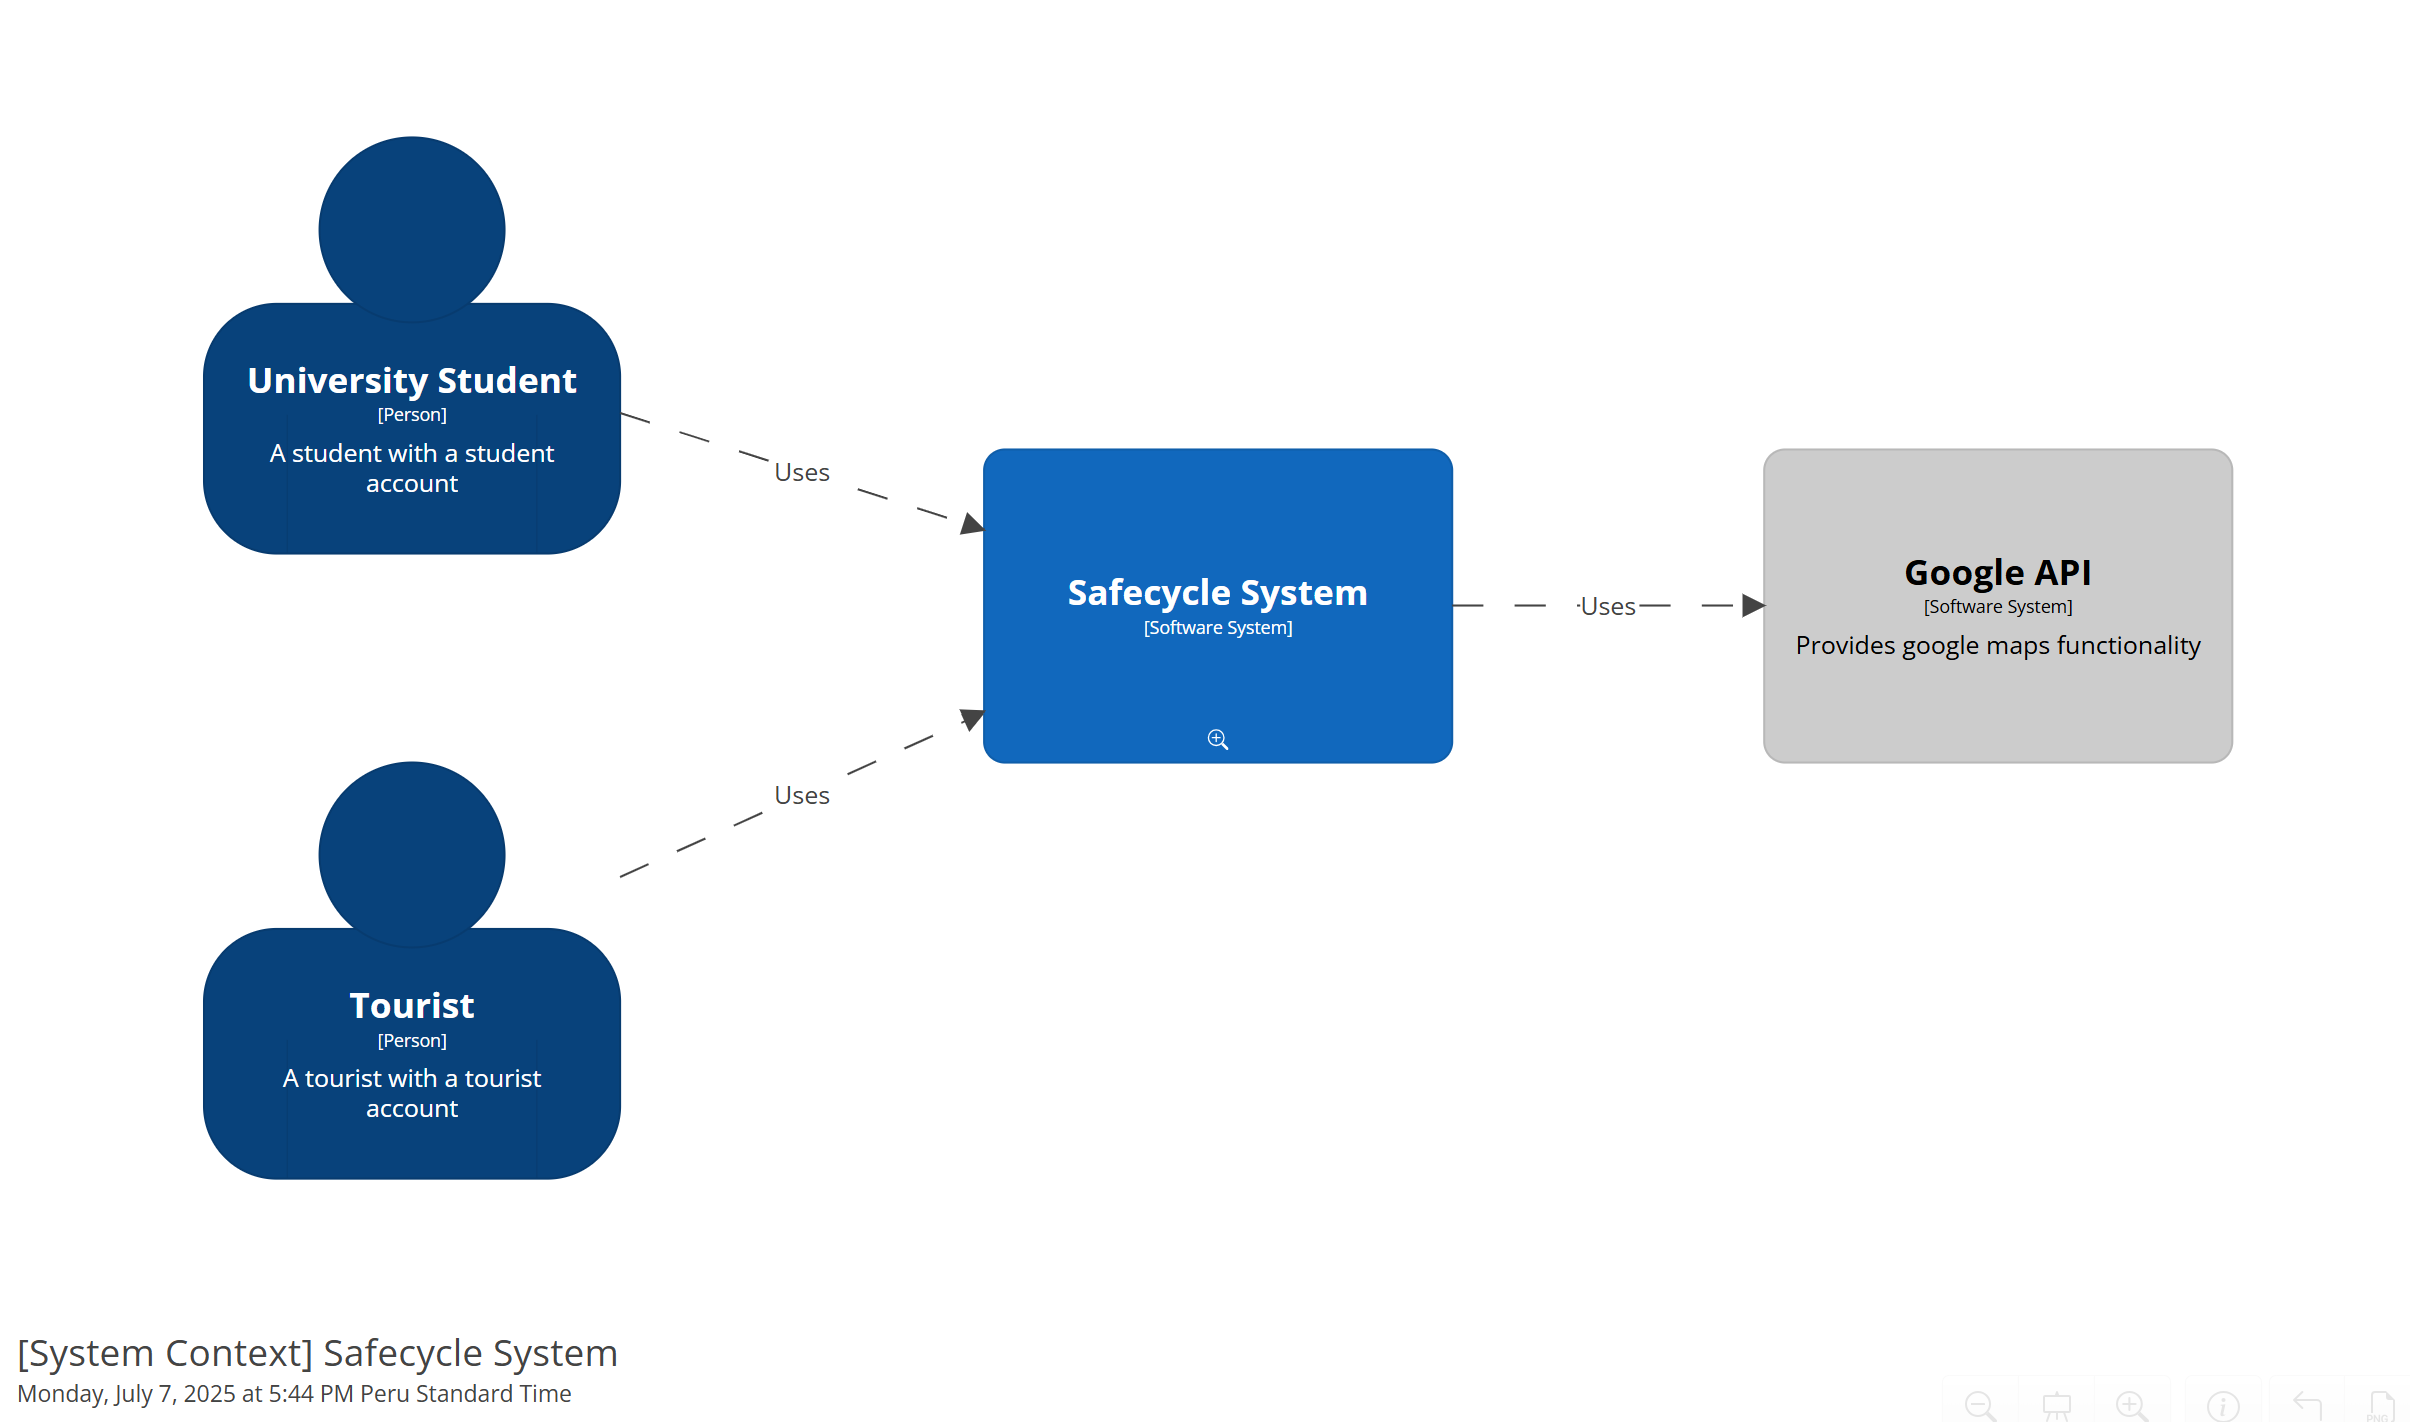 University Student
[Person]
A student with a student
account
Uses
Safecycle System
[Software System]
Uses
Google API
[Software System]
Provides google maps functionality
Uses
Tourist
[Person]
A tourist with a tourist
account
[System Context] Safecycle System
Monday, July 7, 2025 at 5:44 PM Peru Standard Time
PNG